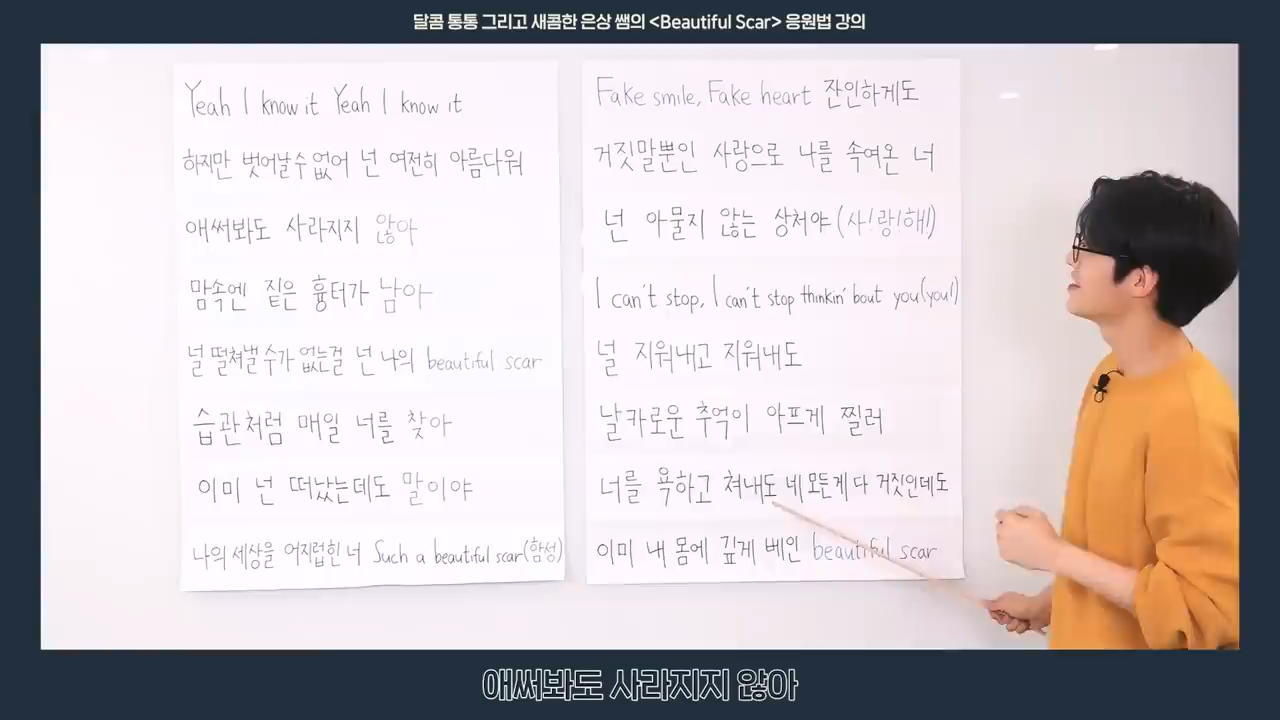 달콤 통통 그리고 새콤한 은상 쌤의 <Beautiful Scar> 응원법 강의
Yeah I know it Yeah I know it
하지만 벗어날 수 없어 넌 여전히 아름다워
애써봐도 사라지지 않아
맘속엔 짙은 흉터가 남아
널 떨쳐낼 수가 없는걸 넌 나의 beautiful scar
습관처럼 매일 너를 찾아
이미 넌 떠났는데도 말이야
나의 세상을 어지럽힌 너 Such a beautiful scar(함성)
Fake smile, Fake heart 잔인하게도
거짓말뿐인 사랑으로 나를 속여온 너
넌 아물지 않는 상처야 (사!랑!해!)
I can't stop, I can't stop thinkin' bout you(you!)
널 지워내고 지워내도
날카로운 추억이 아프게 찔러
너를 욕하고 쳐내도 네 모든게 다 거짓인데도
이미 내 몸에 깊게 베인 beautiful scar
애써봐도 사라지지 않아